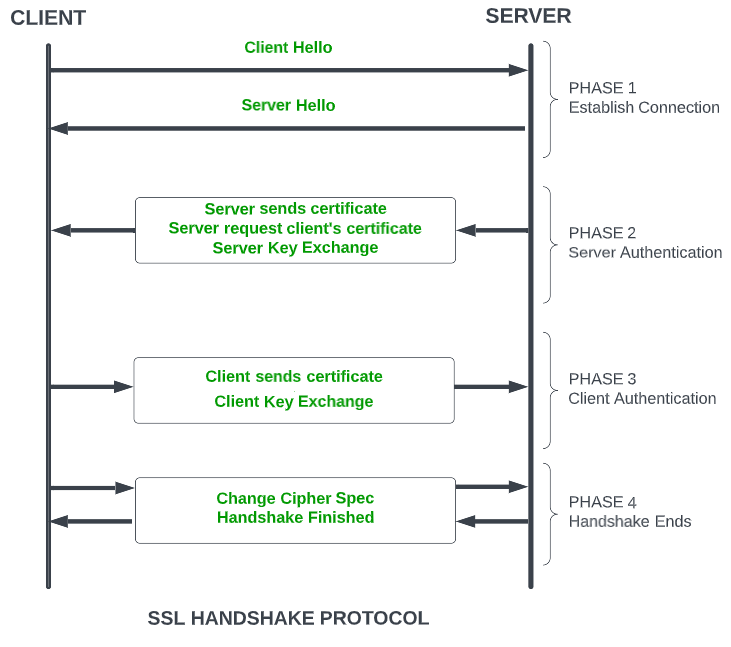 CLIENT
SERVER
Client Hello
Server Hello
PHASE 1
Establish Connection
Server sends certificate
Server request client's certificate
Server Key Exchange
PHASE 2
Server Authentication
Client sends certificate
Client Key Exchange
PHASE 3
Client Authentication
Change Cipher Spec
Handshake Finished
PHASE 4
Handshake Ends
SSL HANDSHAKE PROTOCOL